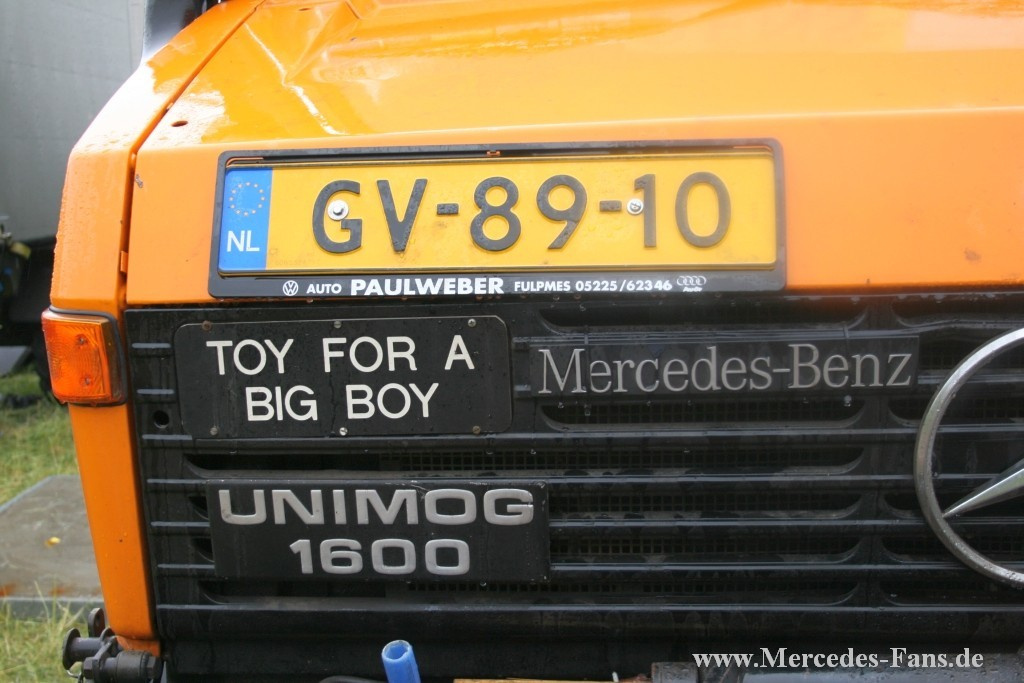 NL
GV-89-10
AUTO PAULWEBER FULPMES 05225/62346
TOY FOR A
BIG BOY
Mercedes-Benz
UNIMOG
1600
www.Mercedes-Fans.de